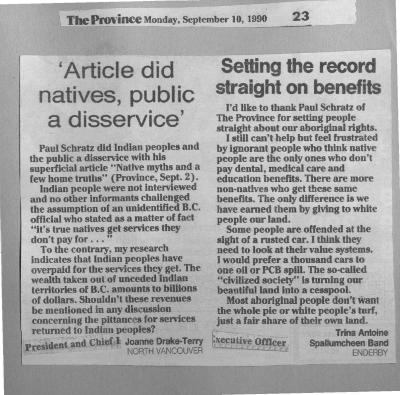 The Province Monday, September 10, 1990 23
'Article did
natives, public
a disservice'
Paul Schratz did Indian peoples and
the public a disservice with his
superficial article "Native myths and a
few home truths" (Province, Sept. 2).
Indian people were not interviewed
and no other informants challenged
the assumption of an unidentified B.C.
official who stated as a matter of fact
"it's true natives get services they
don't pay for . . ."
To the contrary, my research
indicates that Indian peoples have
overpaid for the services they get. The
wealth taken out of unceded Indian
territories of B.C. amounts to billions
of dollars. Shouldn't these revenues
be mentioned in any discussion
concerning the pittances for services
returned to Indian peoples?
President and Chief
Joanne Drake-Terry
NORTH VANCOUVER
Setting the record
straight on benefits
I'd like to thank Paul Schratz of
The Province for setting people
straight about our aboriginal rights.
I still can't help but feel frustrated
by ignorant people who think native
people are the only ones who don't
pay dental, medical care and
education benefits. There are more
non-natives who get these same
benefits. The only difference is we
have earned them by giving to white
people our land.
Some people are offended at the
sight of a rusted car. I think they
need to look at their value systems.
I would prefer a thousand cars to
one oil or PCB spill. The so-called
"civilized society" is turning our
beautiful land into a cesspool.
Most aboriginal people don't want
the whole pie or white people's turf,
just a fair share of their own land.
Executive Officer
Trina Antoine
Spallumcheen Band
ENDERBY